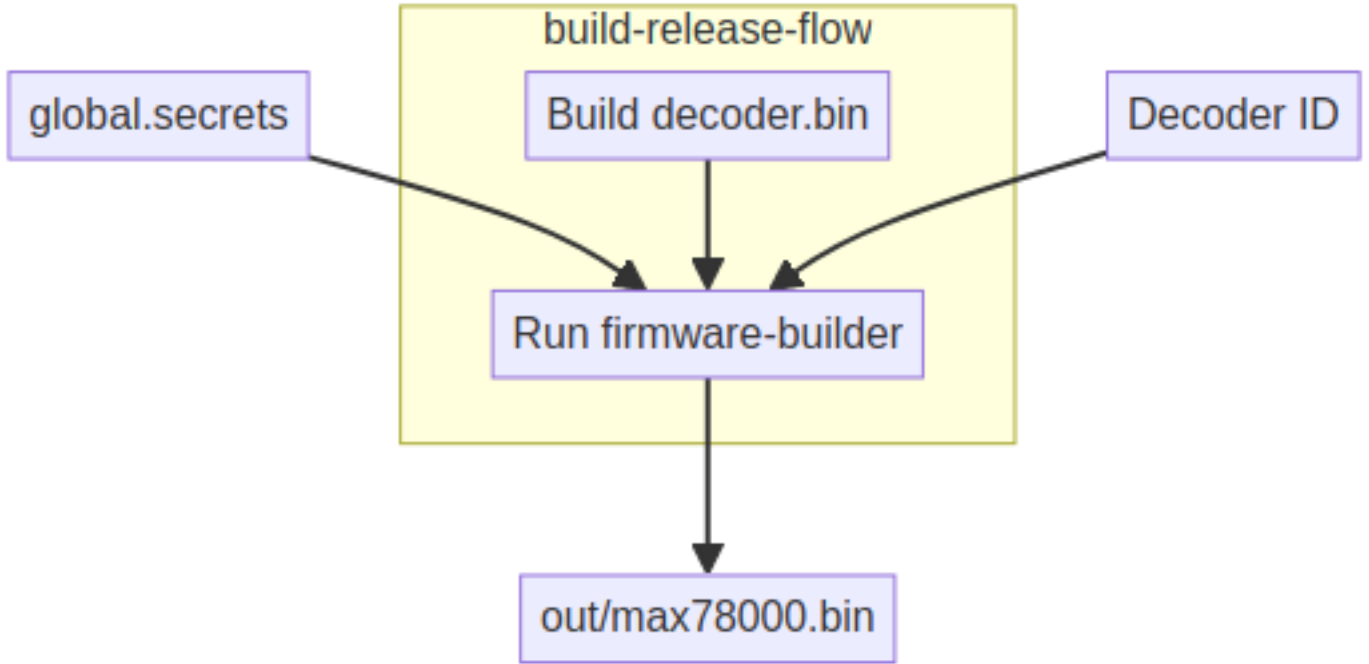 build-release-flow
global.secrets
Build decoder.bin
Decoder ID
Run firmware-builder
out/max78000.bin